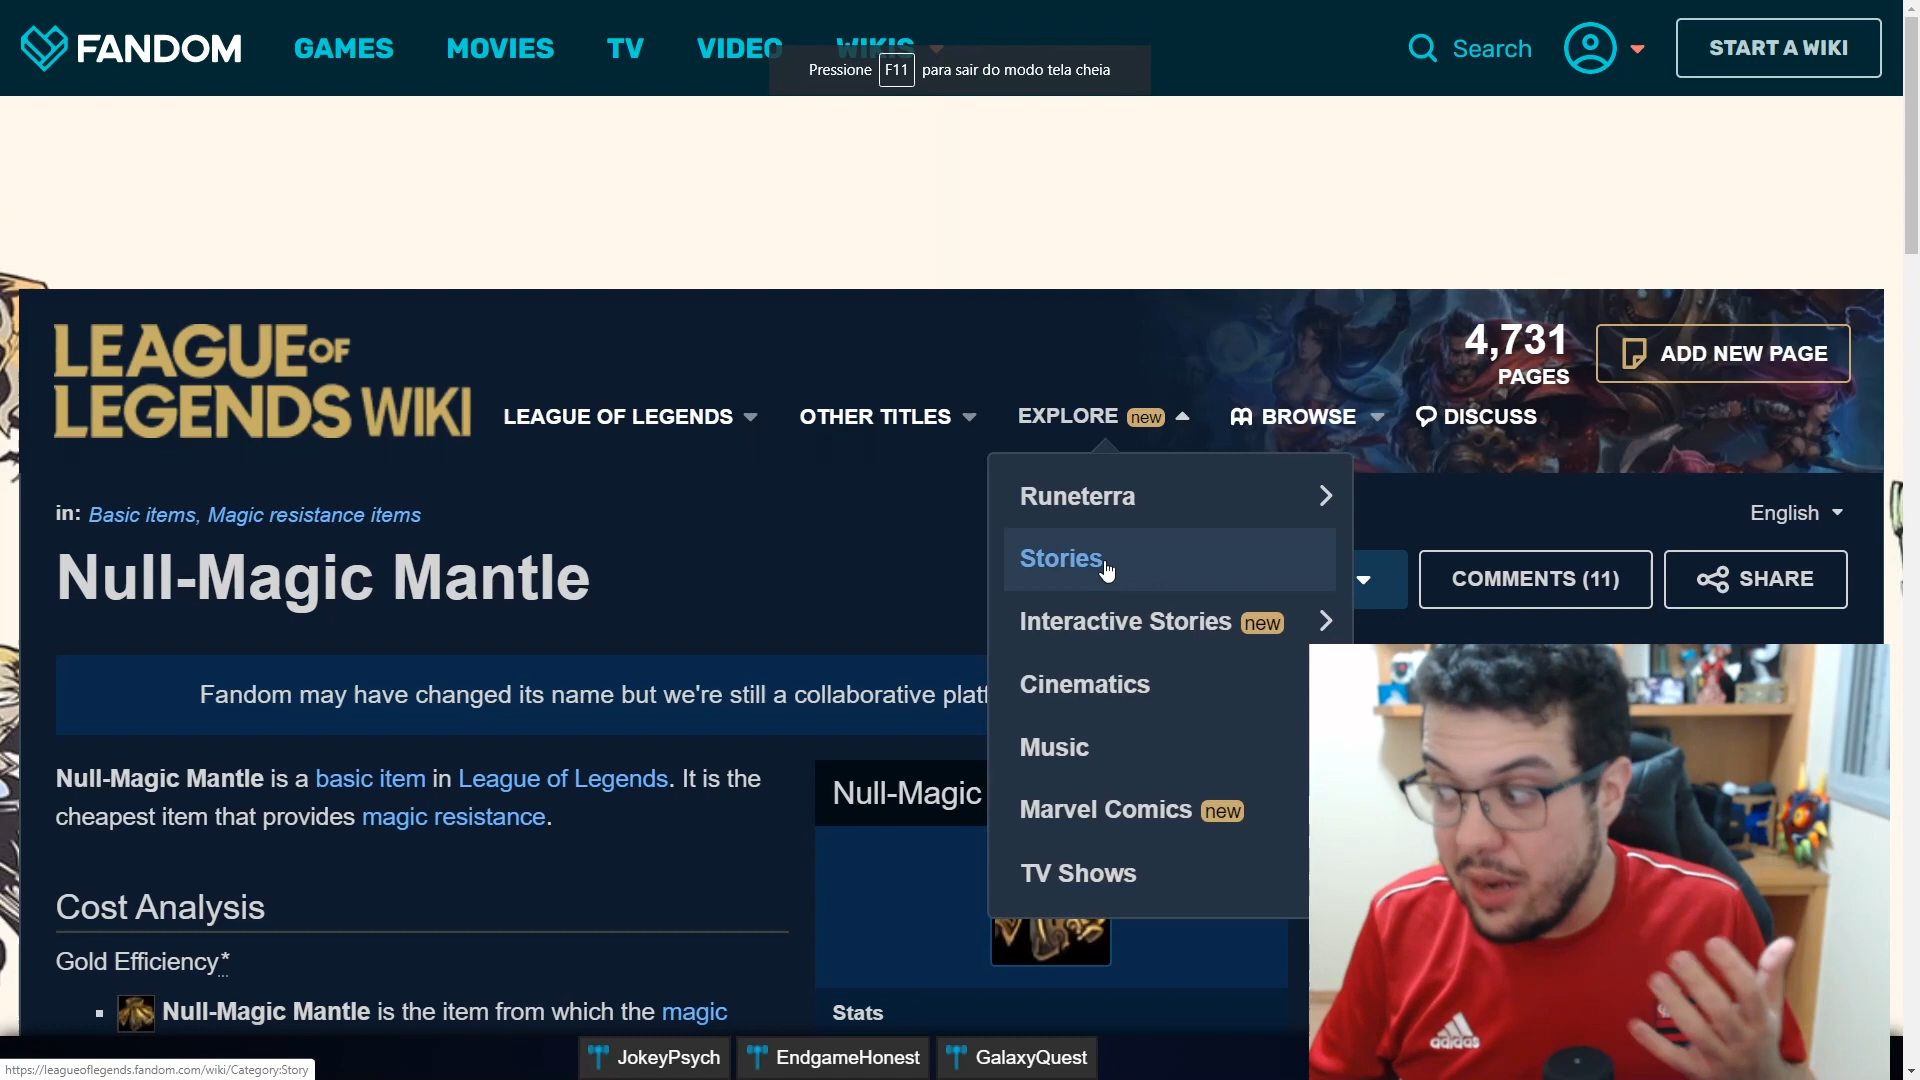 FANDOM
GAMES
MOVIES
TV
VIDEO
WIKIS
Search
START A WIKI
Pressione F11 para sair do modo tela cheia
LEAGUE OF
LEGENDS WIKI
4,731
PAGES
ADD NEW PAGE
LEAGUE OF LEGENDS
OTHER TITLES
EXPLORE new
BROWSE
DISCUSS
Runeterra
Stories
Interactive Stories new
Cinematics
Music
Marvel Comics new
TV Shows
in: Basic items, Magic resistance items
English
Null-Magic Mantle
COMMENTS (11)
SHARE
Fandom may have changed its name but we're still a collaborative
Null-Magic Mantle is a basic item in League of Legends. It is the
cheapest item that provides magic resistance.
Null-Magic
Cost Analysis
Gold Efficiency*
Null-Magic Mantle is the item from which the magic
Stats
adidas
JokeyPsych
EndgameHonest
GalaxyQuest
https://leagueoflegends.fandom.com/wiki/Category:Story